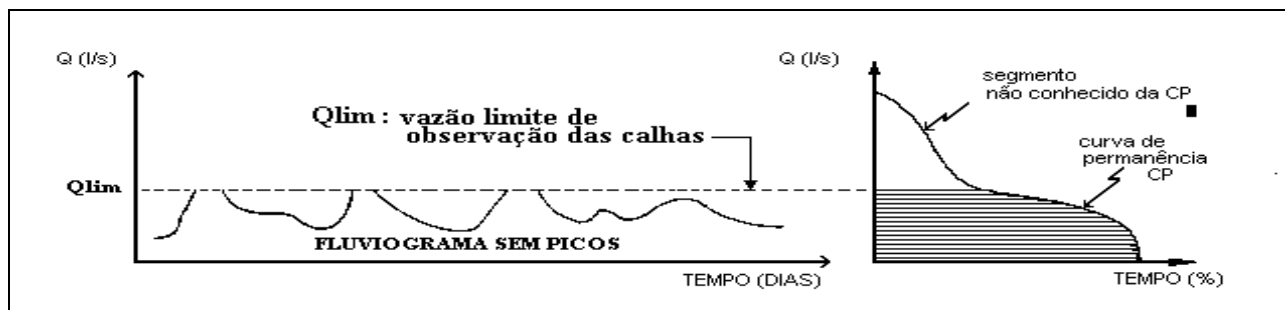 Q (l/s)
Qlim : vazão limite de
observação das calhas
Qlim
FLUVIOGRAMA SEM PICOS
TEMPO (DIAS)
Q (l/s)
segmento
não conhecido da CP
curva de
permanência
CP
TEMPO (%)